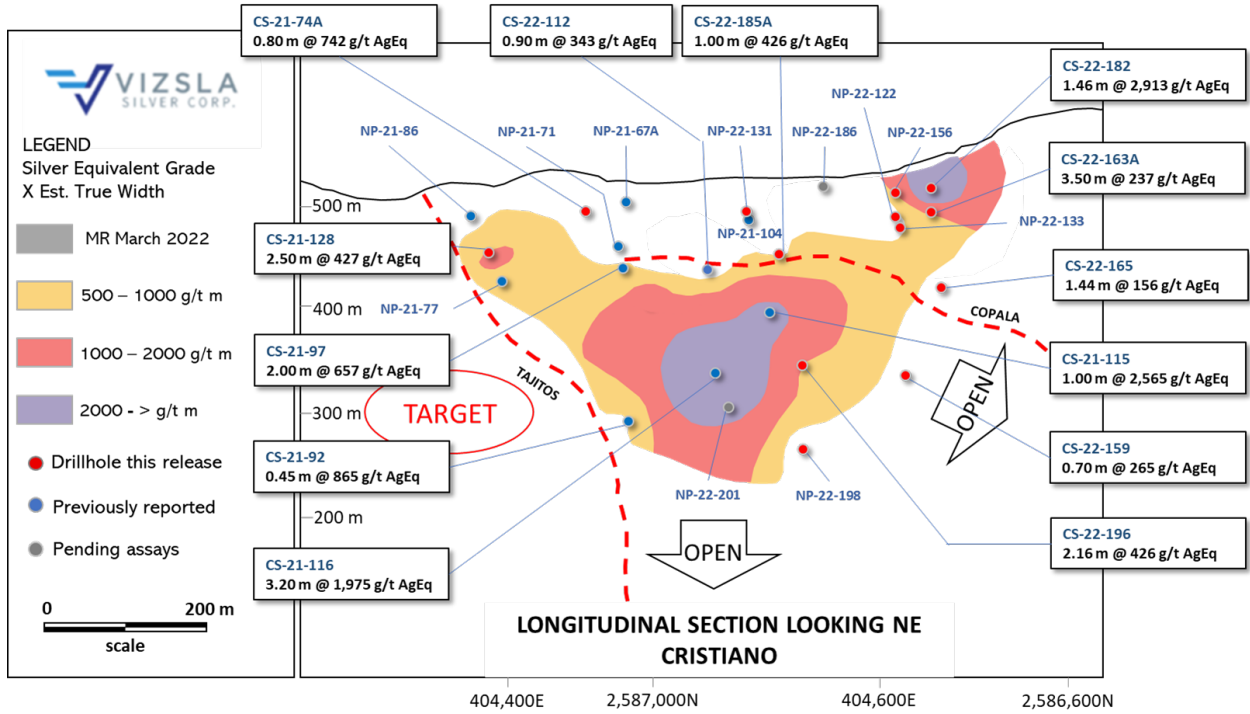 CS-21-74A
0.80 m @ 742 g/t AgEq
CS-22-112
0.90 m @ 343 g/t AgEq
CS-22-185A
1.00 m @ 426 g/t AgEq
CS-22-182
1.46 m @ 2,913 g/t AgEq
VIZSLA
SILVER CORP.
LEGEND
Silver Equivalent Grade
X Est. True Width
MR March 2022
500 – 1000 g/t m
1000 – 2000 g/t m
2000 - > g/t m
Drillhole this release
Previously reported
Pending assays
0 200 m
scale
NP-21-86
NP-21-71
NP-21-67A
NP-22-131
NP-22-186
NP-22-122
NP-22-156
CS-22-163A
3.50 m @ 237 g/t AgEq
500 m
NP-21-104
NP-22-133
CS-21-128
2.50 m @ 427 g/t AgEq
CS-22-165
1.44 m @ 156 g/t AgEq
400 m
NP-21-77
COPALA
CS-21-97
2.00 m @ 657 g/t AgEq
CS-21-115
1.00 m @ 2,565 g/t AgEq
TAJITOS
TARGET
300 m
OPEN
CS-21-92
0.45 m @ 865 g/t AgEq
CS-22-159
0.70 m @ 265 g/t AgEq
NP-22-201
NP-22-198
200 m
CS-22-196
2.16 m @ 426 g/t AgEq
OPEN
CS-21-116
3.20 m @ 1,975 g/t AgEq
LONGITUDINAL SECTION LOOKING NE
CRISTIANO
404,400E
2,587,000N
404,600E
2,586,600N